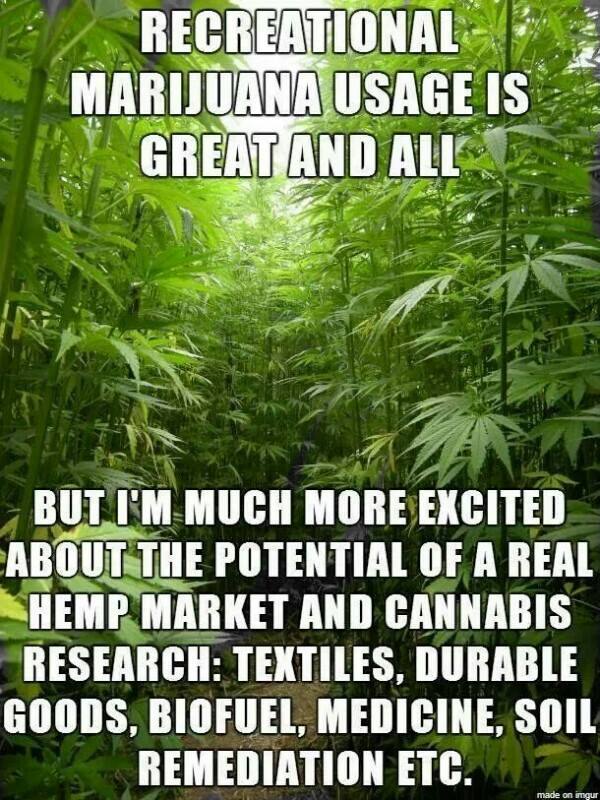 RECREATIONAL
MARIJUANA USAGE IS
GREAT AND ALL
BUT I'M MUCH MORE EXCITED
ABOUT THE POTENTIAL OF A REAL
HEMP MARKET AND CANNABIS
RESEARCH: TEXTILES, DURABLE
GOODS, BIOFUEL, MEDICINE, SOIL
REMEDIATION ETC.
made on imgur